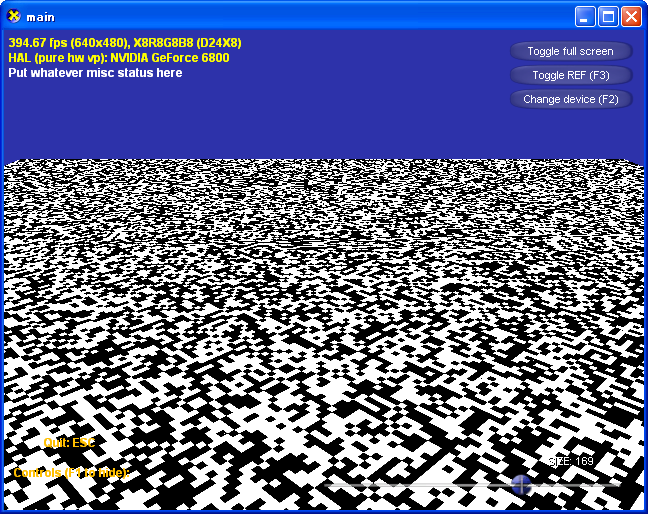 main
394.67 fps (640x480), X8R8G8B8 (D24X8)
HAL (pure hw vp): NVIDIA GeForce 6800
Put whatever misc status here
Toggle full screen
Toggle REF (F3)
Change device (F2)
Quit: ESC
Controls (F1 to hide):
SIZE: 169